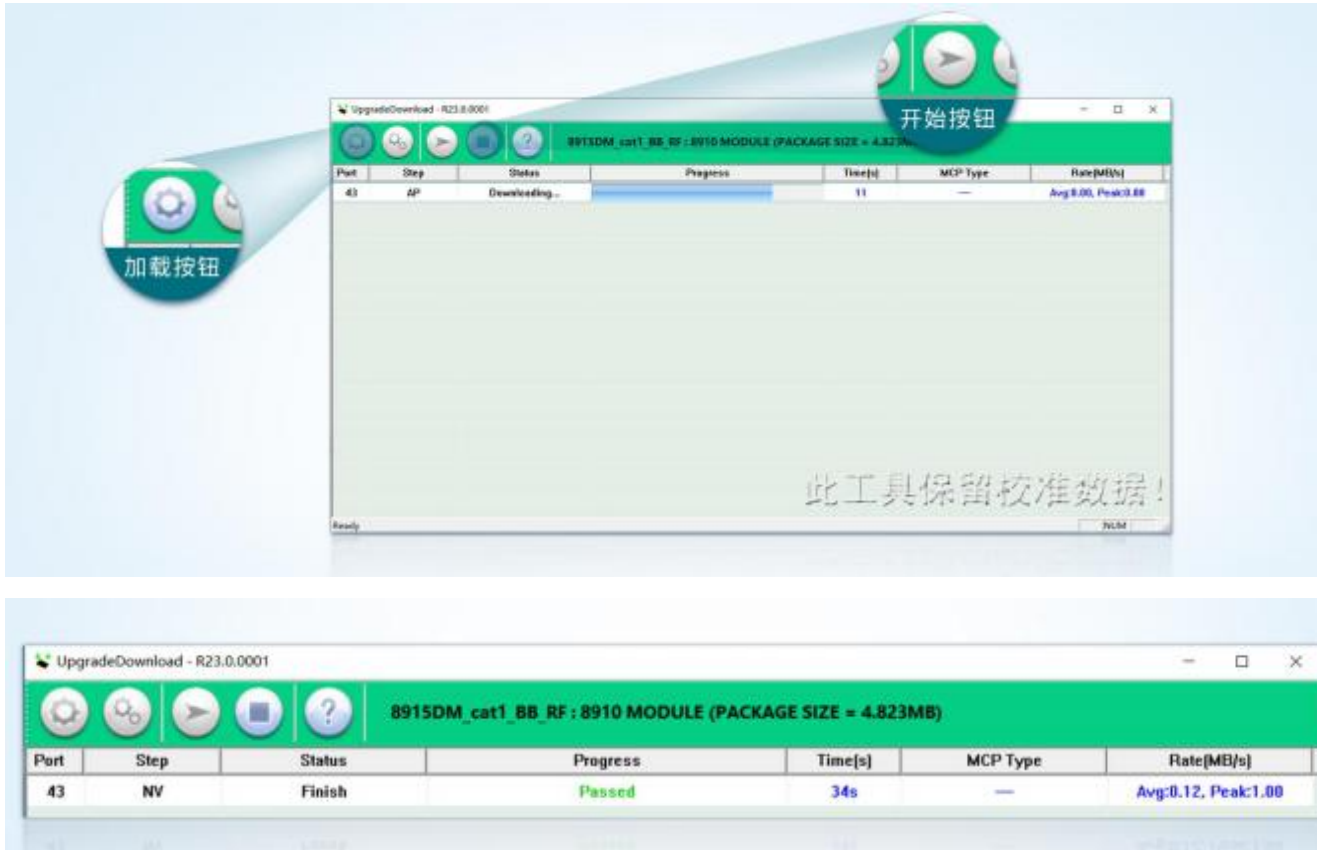 开始按钮
加载按钮
UpgradeDownload - R23.0.0001
8915DM_cat1_BB_RF : 8910 MODULE (PACKAGE SIZE = 4.823M
Port Step Status Progress Time(s) MCP Type Rate(MB/s)
43 AP Downloading... 11 — Avg:0.00, Peak:0.00
此工具保留校准数据!
Ready NUM
UpgradeDownload - R23.0.0001
8915DM_cat1_BB_RF : 8910 MODULE (PACKAGE SIZE = 4.823MB)
Port Step Status Progress Time(s) MCP Type Rate(MB/s)
43 NV Finish Passed 34s — Avg:0.12, Peak:1.00